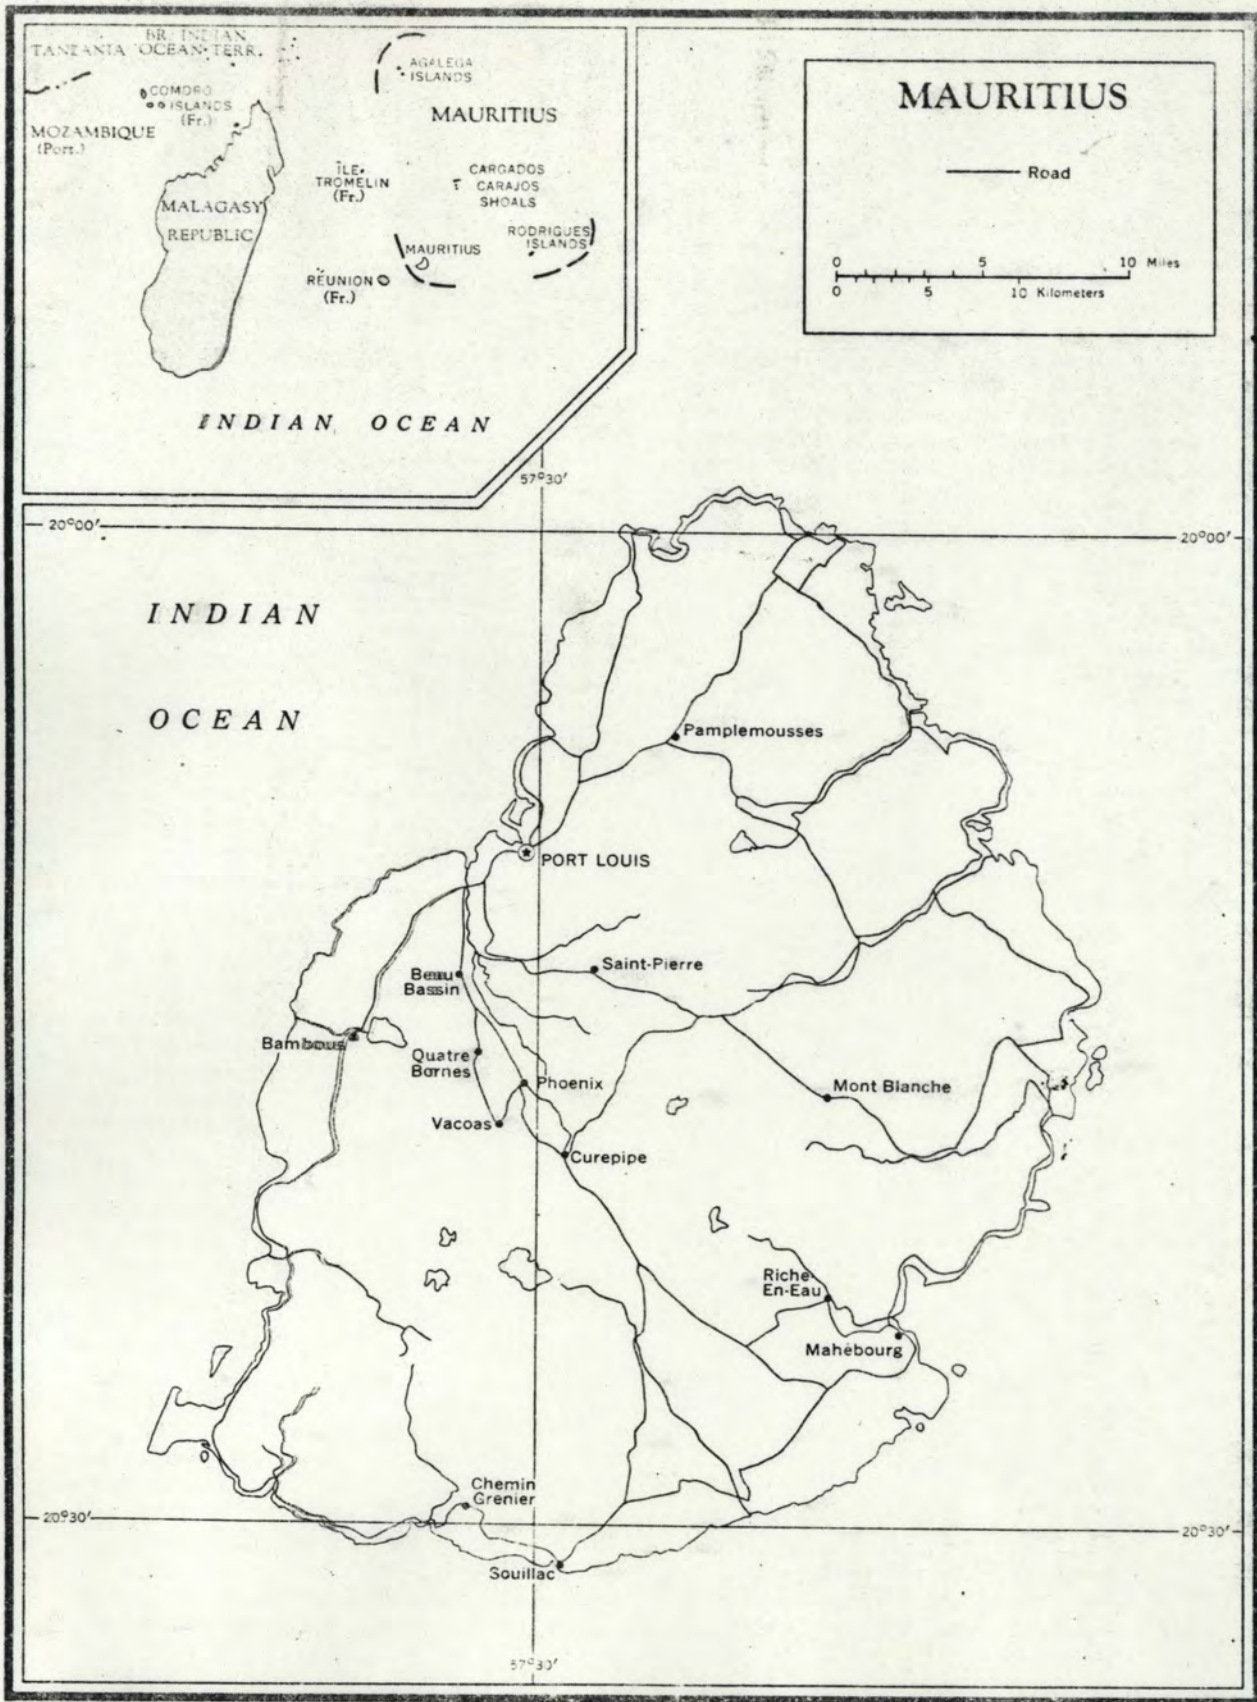 BR. INDIAN
TANZANIA OCEAN TERR.
COMORO
ISLANDS
(Fr.)
MOZAMBIQUE
(Port.)
AGALEGA
ISLANDS
MAURITIUS
ÎLE
TROMELIN
(Fr.)
CARGADOS
CARAJOS
SHOALS
MALAGASY
REPUBLIC
RODRIGUES
ISLANDS
MAURITIUS
RÉUNION
(Fr.)
INDIAN OCEAN
MAURITIUS
Road
0 5 10 Miles
0 5 10 Kilometers
57°30'
20°00'
20°00'
INDIAN
OCEAN
Pamplemousses
PORT LOUIS
Saint-Pierre
Beau
Bassin
Bambous
Quatre
Bornes
Phoenix
Mont Blanche
Vacoas
Curepipe
Riche-
En-Eau
Mahébourg
Chemin
Grenier
20°30'
20°30'
Souillac
57°30'